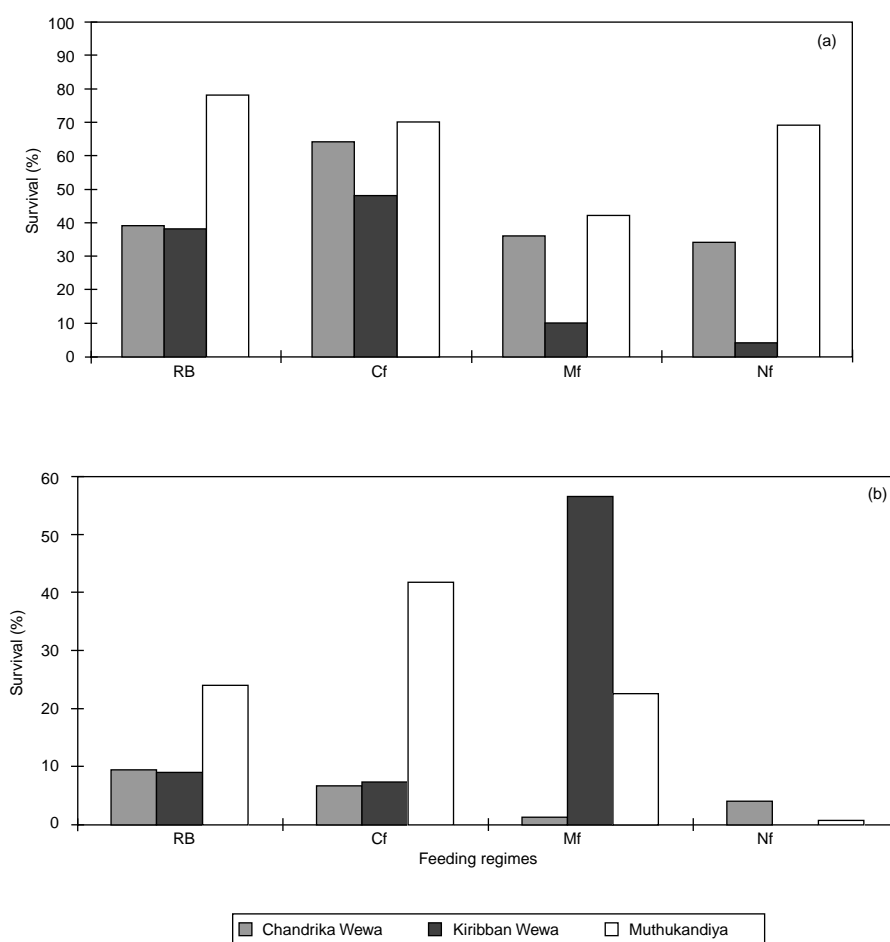 (a)
100
90
80
70
60
50
40
30
20
10
0
Survival (%)
RB Cf Mf Nf
(b)
60
50
40
30
20
10
0
Survival (%)
RB Cf Mf Nf
Feeding regimes
Chandrika Wewa Kiribban Wewa Muthukandiya